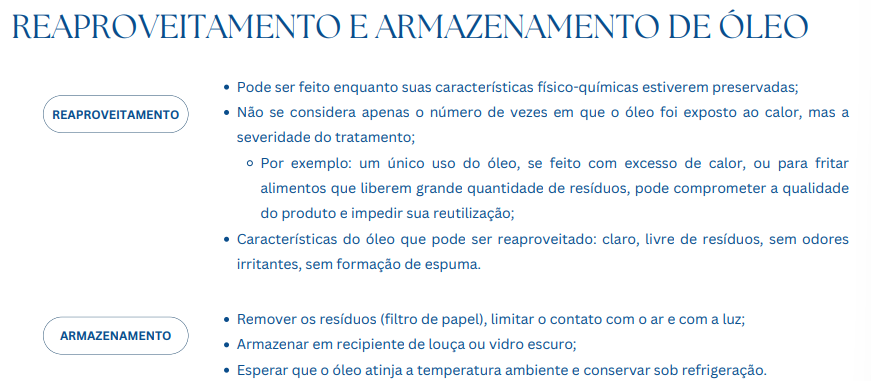 REAPROVEITAMENTO E ARMAZENAMENTO DE ÓLEO
REAPROVEITAMENTO
• Pode ser feito enquanto suas características físico-químicas estiverem preservadas;
• Não se considera apenas o número de vezes em que o óleo foi exposto ao calor, mas a
severidade do tratamento;
◦ Por exemplo: um único uso do óleo, se feito com excesso de calor, ou para fritar
alimentos que liberem grande quantidade de resíduos, pode comprometer a qualidade
do produto e impedir sua reutilização;
• Características do óleo que pode ser reaproveitado: claro, livre de resíduos, sem odores
irritantes, sem formação de espuma.
ARMAZENAMENTO
• Remover os resíduos (filtro de papel), limitar o contato com o ar e com a luz;
• Armazenar em recipiente de louça ou vidro escuro;
• Esperar que o óleo atinja a temperatura ambiente e conservar sob refrigeração.